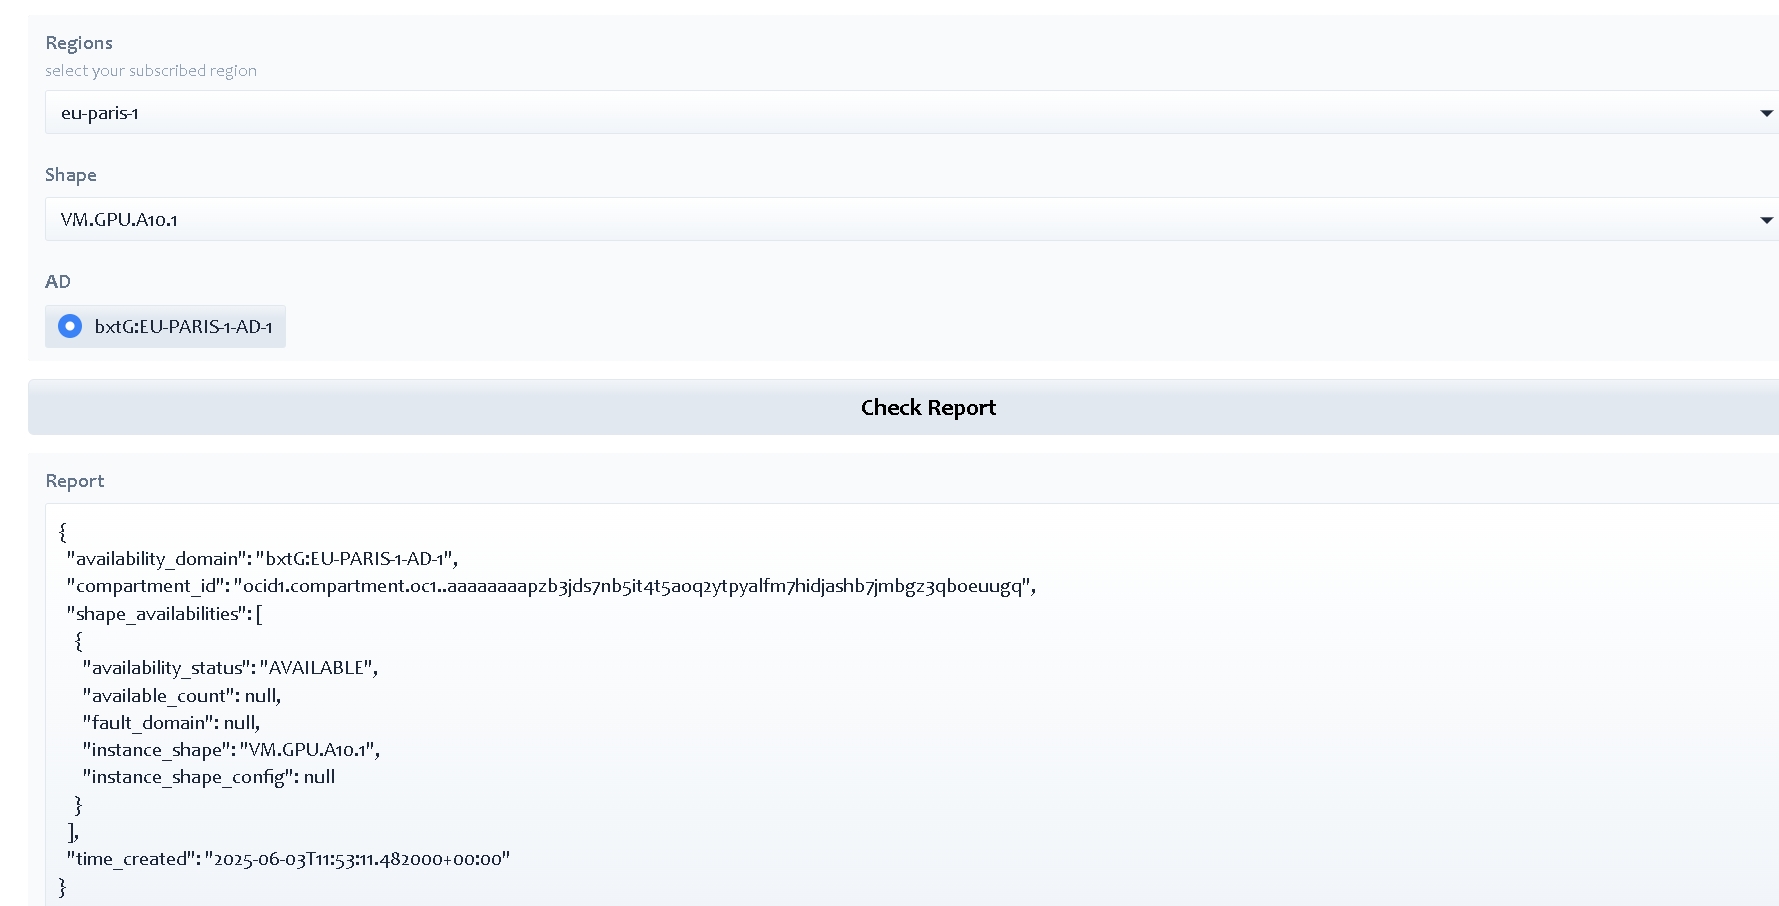 Regions
select your subscribed region
eu-paris-1
Shape
VM.GPU.A10.1
AD
bxtG:EU-PARIS-1-AD-1
Check Report
Report
{
"availability_domain": "bxtG:EU-PARIS-1-AD-1",
"compartment_id": "ocid1.compartment.oc1..aaaaaaaapzb3jds7nb5it4t5aoq2ytpyalfm7hidjashb7jmbgz3qboeuugq",
"shape_availabilities": [
{
"availability_status": "AVAILABLE",
"available_count": null,
"fault_domain": null,
"instance_shape": "VM.GPU.A10.1",
"instance_shape_config": null
}
],
"time_created": "2025-06-03T11:53:11.482000+00:00"
}